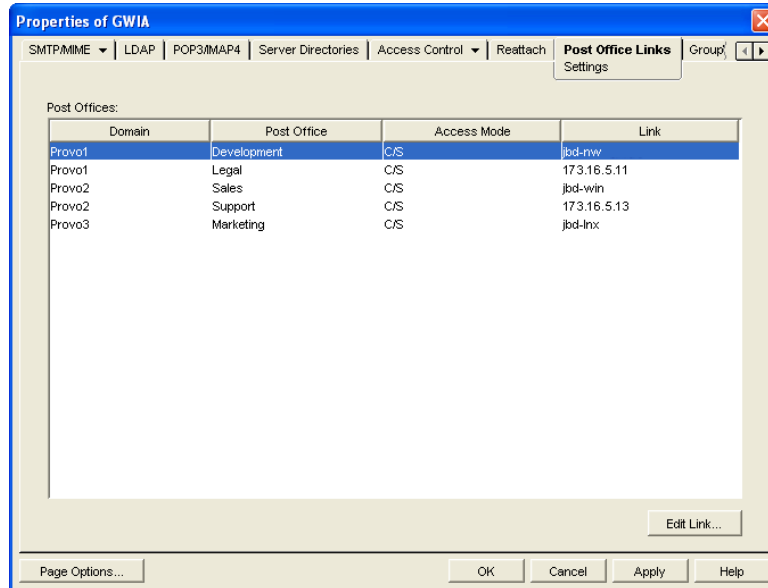 Properties of GWIA
SMTP/MIME LDAP POP3/IMAP4 Server Directories Access Control Reattach Post Office Links Group
Settings
Post Offices:
Domain Post Office Access Mode Link
Provo1 Development C/S jbd-nw
Provo1 Legal C/S 173.16.5.11
Provo2 Sales C/S jbd-win
Provo2 Support C/S 173.16.5.13
Provo3 Marketing C/S jbd-lnx
Edit Link...
Page Options... OK Cancel Apply Help